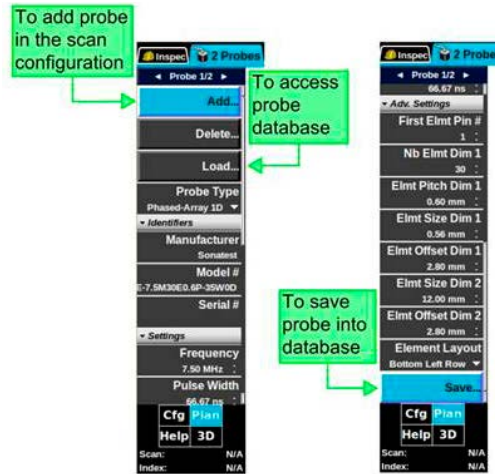 To add probe
in the scan
configuration
Inspec 2 Probes
◄ Probe 1/2 ►
Add...
Delete...
Load...
Probe Type
Phased-Array 1D
Identifiers
Manufacturer
Sonatest
Model #
E-7.5M30E0.6P-35W0D
Serial #
Settings
Frequency
7.50 MHz
Pulse Width
66.67 ns
Cfg Plan
Help 3D
Scan: N/A
Index: N/A
To access
probe
database
To save
probe into
database
Inspec 2 Probes
◄ Probe 1/2 ►
66.67 ns
Adv. Settings
First Elmt Pin #
1
Nb Elmt Dim 1
30
Elmt Pitch Dim 1
0.60 mm
Elmt Size Dim 1
0.56 mm
Elmt Offset Dim 1
2.80 mm
Elmt Size Dim 2
12.00 mm
Elmt Offset Dim 2
2.80 mm
Element Layout
Bottom Left Row
Save...
Cfg Plan
Help 3D
Scan: N/A
Index: N/A